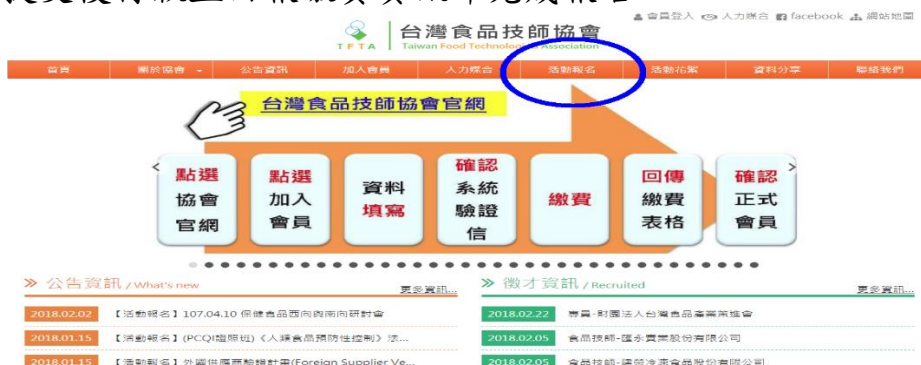 會員登入 人力媒合 facebook 網站地圖
台灣食品技師協會
TFTA Taiwan Food Technologist Association
首頁 關於協會 公告資訊 加入會員 人力媒合 活動報名 活動花絮 資料分享 聯絡我們
台灣食品技師協會官網
點選協會官網
點選加入會員
資料填寫
確認系統驗證信
繳費
回傳繳費表格
確認正式會員
公告資訊 / What's new 更多資訊...
徵才資訊 / Recruited 更多資訊...
2018.02.02 【活動報名】107.04.10 保健食品西向與南向研討會
2018.01.15 【活動報名】(PCQI證照班)《人類食品預防性控制》法...
2018.01.15 【活動報名】外國供應商驗證計畫(Foreign Supplier Ve...
2018.02.22 專員-財團法人台灣食品產業策進會
2018.02.05 食品技師-匯永實業股份有限公司
2018.02.05 食品技師-冷凍食品股份有限公司